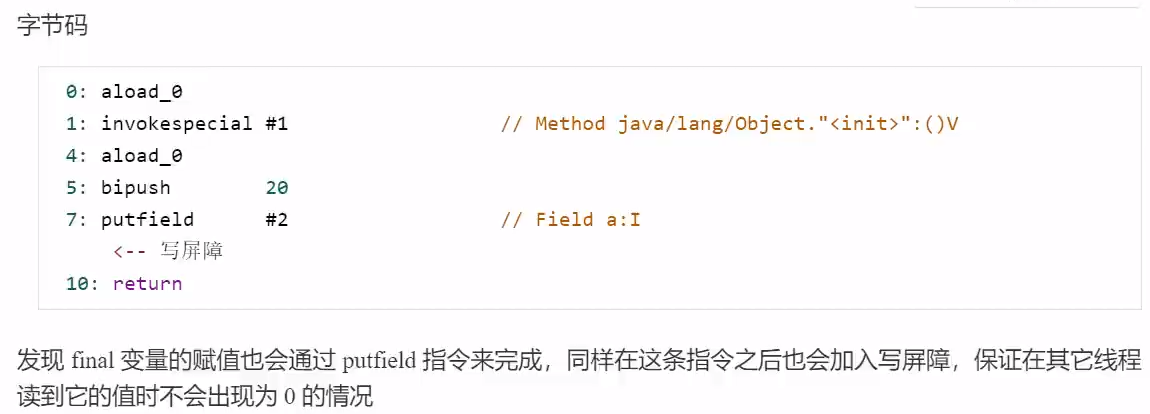 字节码
0: aload_0
1: invokespecial #1 // Method java/lang/Object."<init>":()V
4: aload_0
5: bipush 20
7: putfield #2 // Field a:I
<-- 写屏障
10: return
发现 final 变量的赋值也会通过 putfield 指令来完成，同样在这条指令之后也会加入写屏障，保证在其它线程
读到它的值时不会出现为 0 的情况